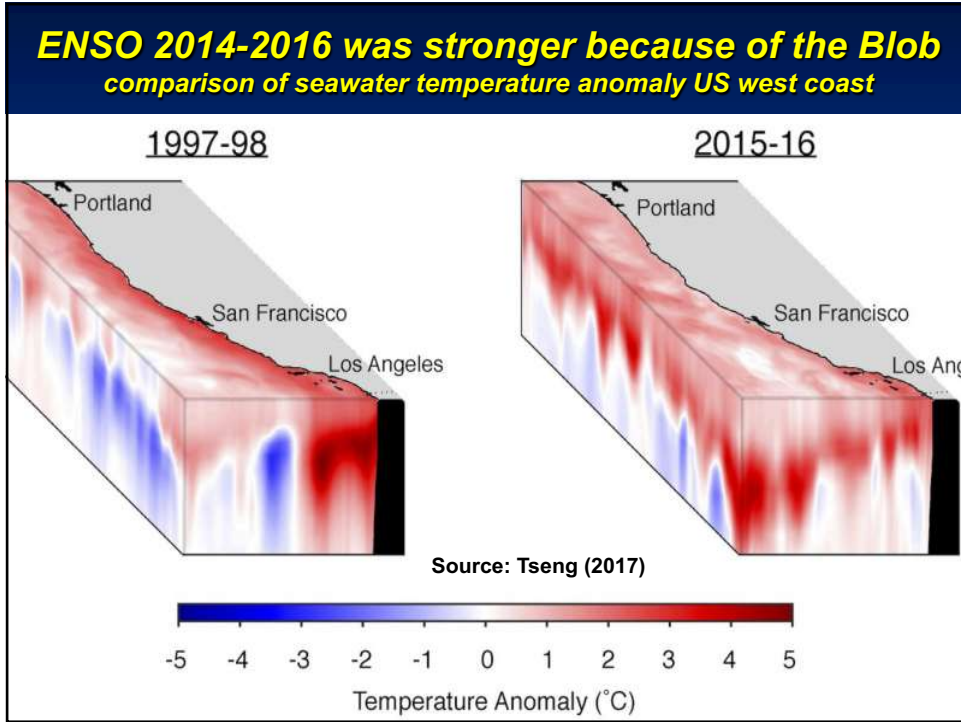 ENSO 2014-2016 was stronger because of the Blob
comparison of seawater temperature anomaly US west coast
1997-98
2015-16
Portland
San Francisco
Los Angeles
Portland
San Francisco
Los Ang
Source: Tseng (2017)
-5 -4 -3 -2 -1 0 1 2 3 4 5
Temperature Anomaly (˚C)